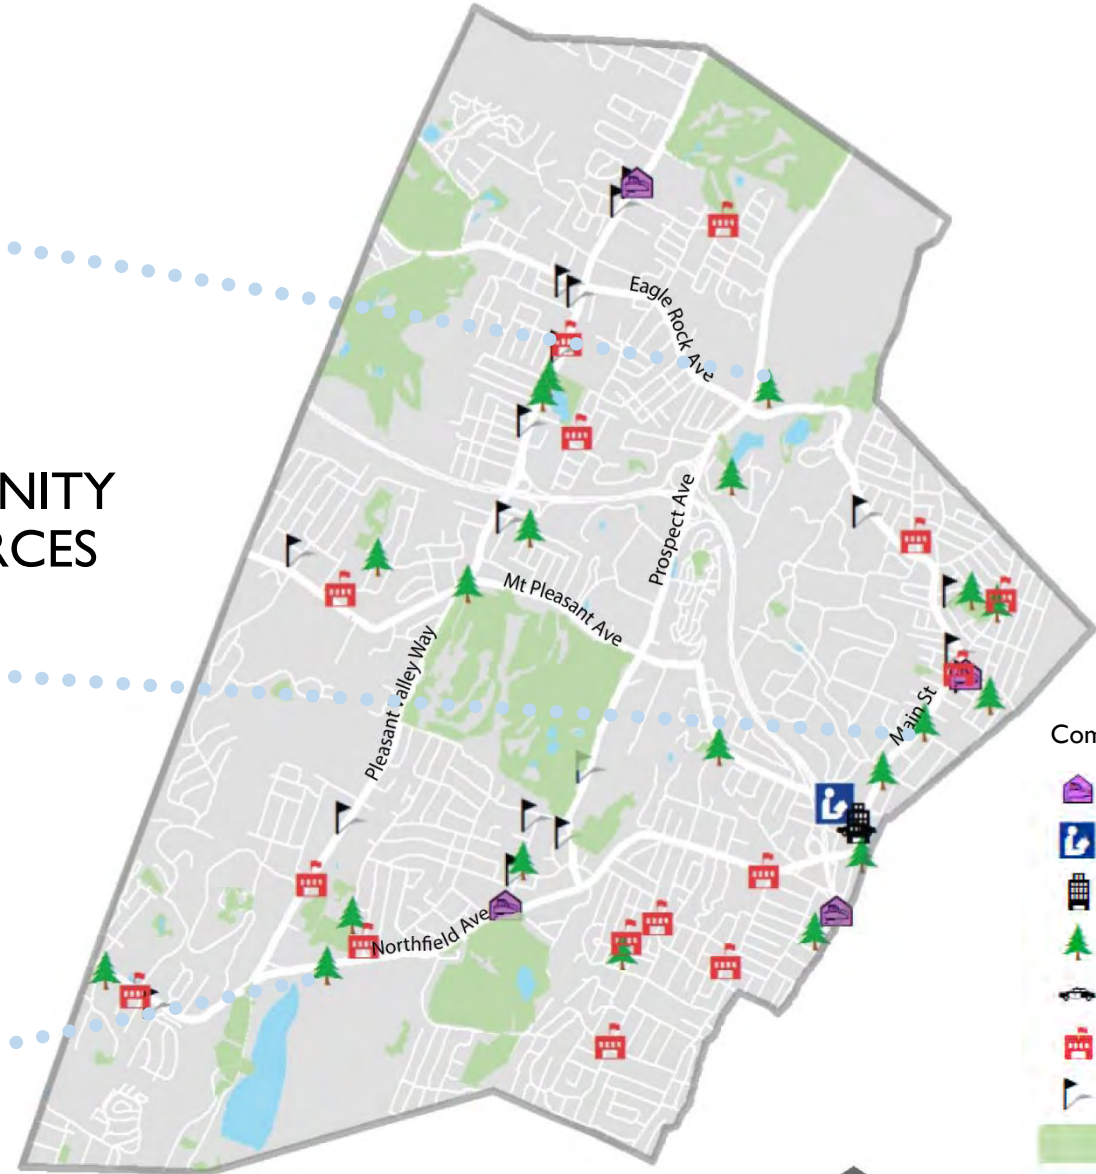 Eagle Rock Ave
NITY
RCES
Prospect Ave
Mt Pleasant Ave
Pleasant Valley Way
Main St
Com
Northfield Ave